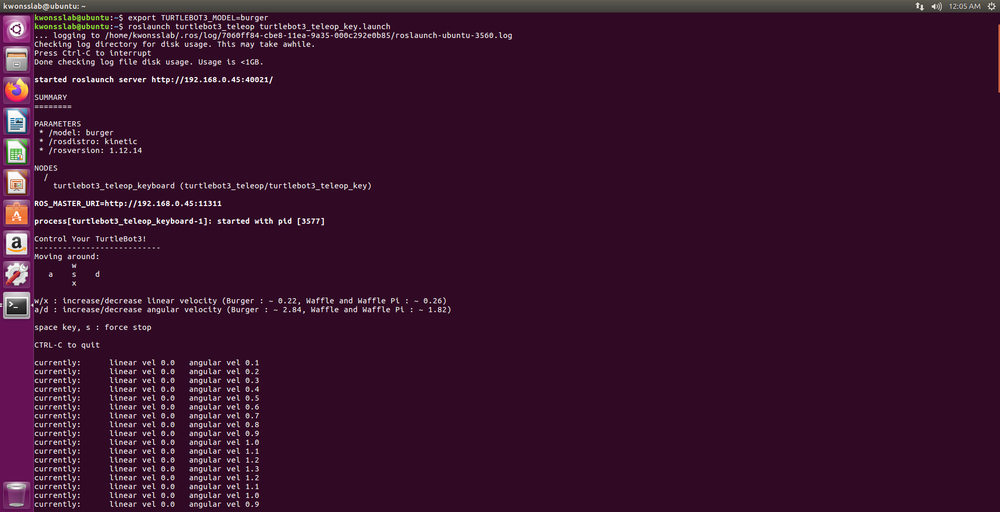 kwonsslab@ubuntu: ~
12:05 AM
kwonsslab@ubuntu:~$ export TURTLEBOT3_MODEL=burger
kwonsslab@ubuntu:~$ roslaunch turtlebot3_teleop turtlebot3_teleop_key.launch
... logging to /home/kwonsslab/.ros/log/7060ff84-cbe8-11ea-9a35-000c292e0b85/roslaunch-ubuntu-3560.log
Checking log directory for disk usage. This may take awhile.
Press Ctrl-C to interrupt
Done checking log file disk usage. Usage is <1GB.
started roslaunch server http://192.168.0.45:40021/
SUMMARY
========
PARAMETERS
 * /model: burger
 * /rosdistro: kinetic
 * /rosversion: 1.12.14
NODES
  /
    turtlebot3_teleop_keyboard (turtlebot3_teleop/turtlebot3_teleop_key)
ROS_MASTER_URI=http://192.168.0.45:11311
process[turtlebot3_teleop_keyboard-1]: started with pid [3577]
Control Your TurtleBot3!
---------------------------
Moving around:
        w
   a    s    d
        x
w/x : increase/decrease linear velocity (Burger : ~ 0.22, Waffle and Waffle Pi : ~ 0.26)
a/d : increase/decrease angular velocity (Burger : ~ 2.84, Waffle and Waffle Pi : ~ 1.82)
space key, s : force stop
CTRL-C to quit
currently:      linear vel 0.0   angular vel 0.1
currently:      linear vel 0.0   angular vel 0.2
currently:      linear vel 0.0   angular vel 0.3
currently:      linear vel 0.0   angular vel 0.4
currently:      linear vel 0.0   angular vel 0.5
currently:      linear vel 0.0   angular vel 0.6
currently:      linear vel 0.0   angular vel 0.7
currently:      linear vel 0.0   angular vel 0.8
currently:      linear vel 0.0   angular vel 0.9
currently:      linear vel 0.0   angular vel 1.0
currently:      linear vel 0.0   angular vel 1.1
currently:      linear vel 0.0   angular vel 1.2
currently:      linear vel 0.0   angular vel 1.3
currently:      linear vel 0.0   angular vel 1.2
currently:      linear vel 0.0   angular vel 1.1
currently:      linear vel 0.0   angular vel 1.0
currently:      linear vel 0.0   angular vel 0.9